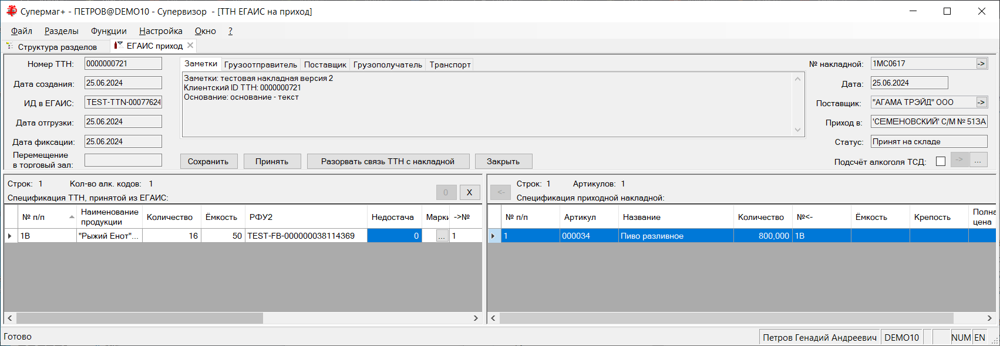 Супермаг+ - ПЕТРОВ@DEMO10 - Супервизор - [ТТН ЕГАИС на приход]
Файл Разделы Функции Настройка Окно ?
Структура разделов ЕГАИС приход
Номер ТТН: 0000000721
Дата создания: 25.06.2024
ИД в ЕГАИС: TEST-TTN-00077624
Дата отгрузки: 25.06.2024
Дата фиксации: 25.06.2024
Перемещение
в торговый зал:
Заметки Грузоотправитель Поставщик Грузополучатель Транспорт
Заметки: тестовая накладная версия 2
Клиентский ID ТТН: 0000000721
Основание: основание - текст
Сохранить Принять Разорвать связь ТТН с накладной Закрыть
№ накладной: 1МС0617 ->
Дата: 25.06.2024
Поставщик: "АГАМА ТРЭЙД" ООО ->
Приход в: 'СЕМЕНОВСКИЙ' С/М № 513А
Статус: Принят на складе
Подсчёт алкоголя ТСД: -> ...
Строк: 1 Кол-во алк. кодов: 1
Спецификация ТТН, принятой из ЕГАИС:
0 X
№ п/п Наименование продукции Количество Ёмкость РФУ2 Недостача Марки ->№
1В "Рыжий Енот"... 16 50 TEST-FB-000000038114369 0 ... 1
<- Строк: 1 Артикулов: 1
Спецификация приходной накладной:
№ п/п Артикул Название Количество №<- Ёмкость Крепость Полна цена
1 000034 Пиво разливное 800,000 1В
Готово
Петров Генадий Андреевич DEMO10 NUM EN